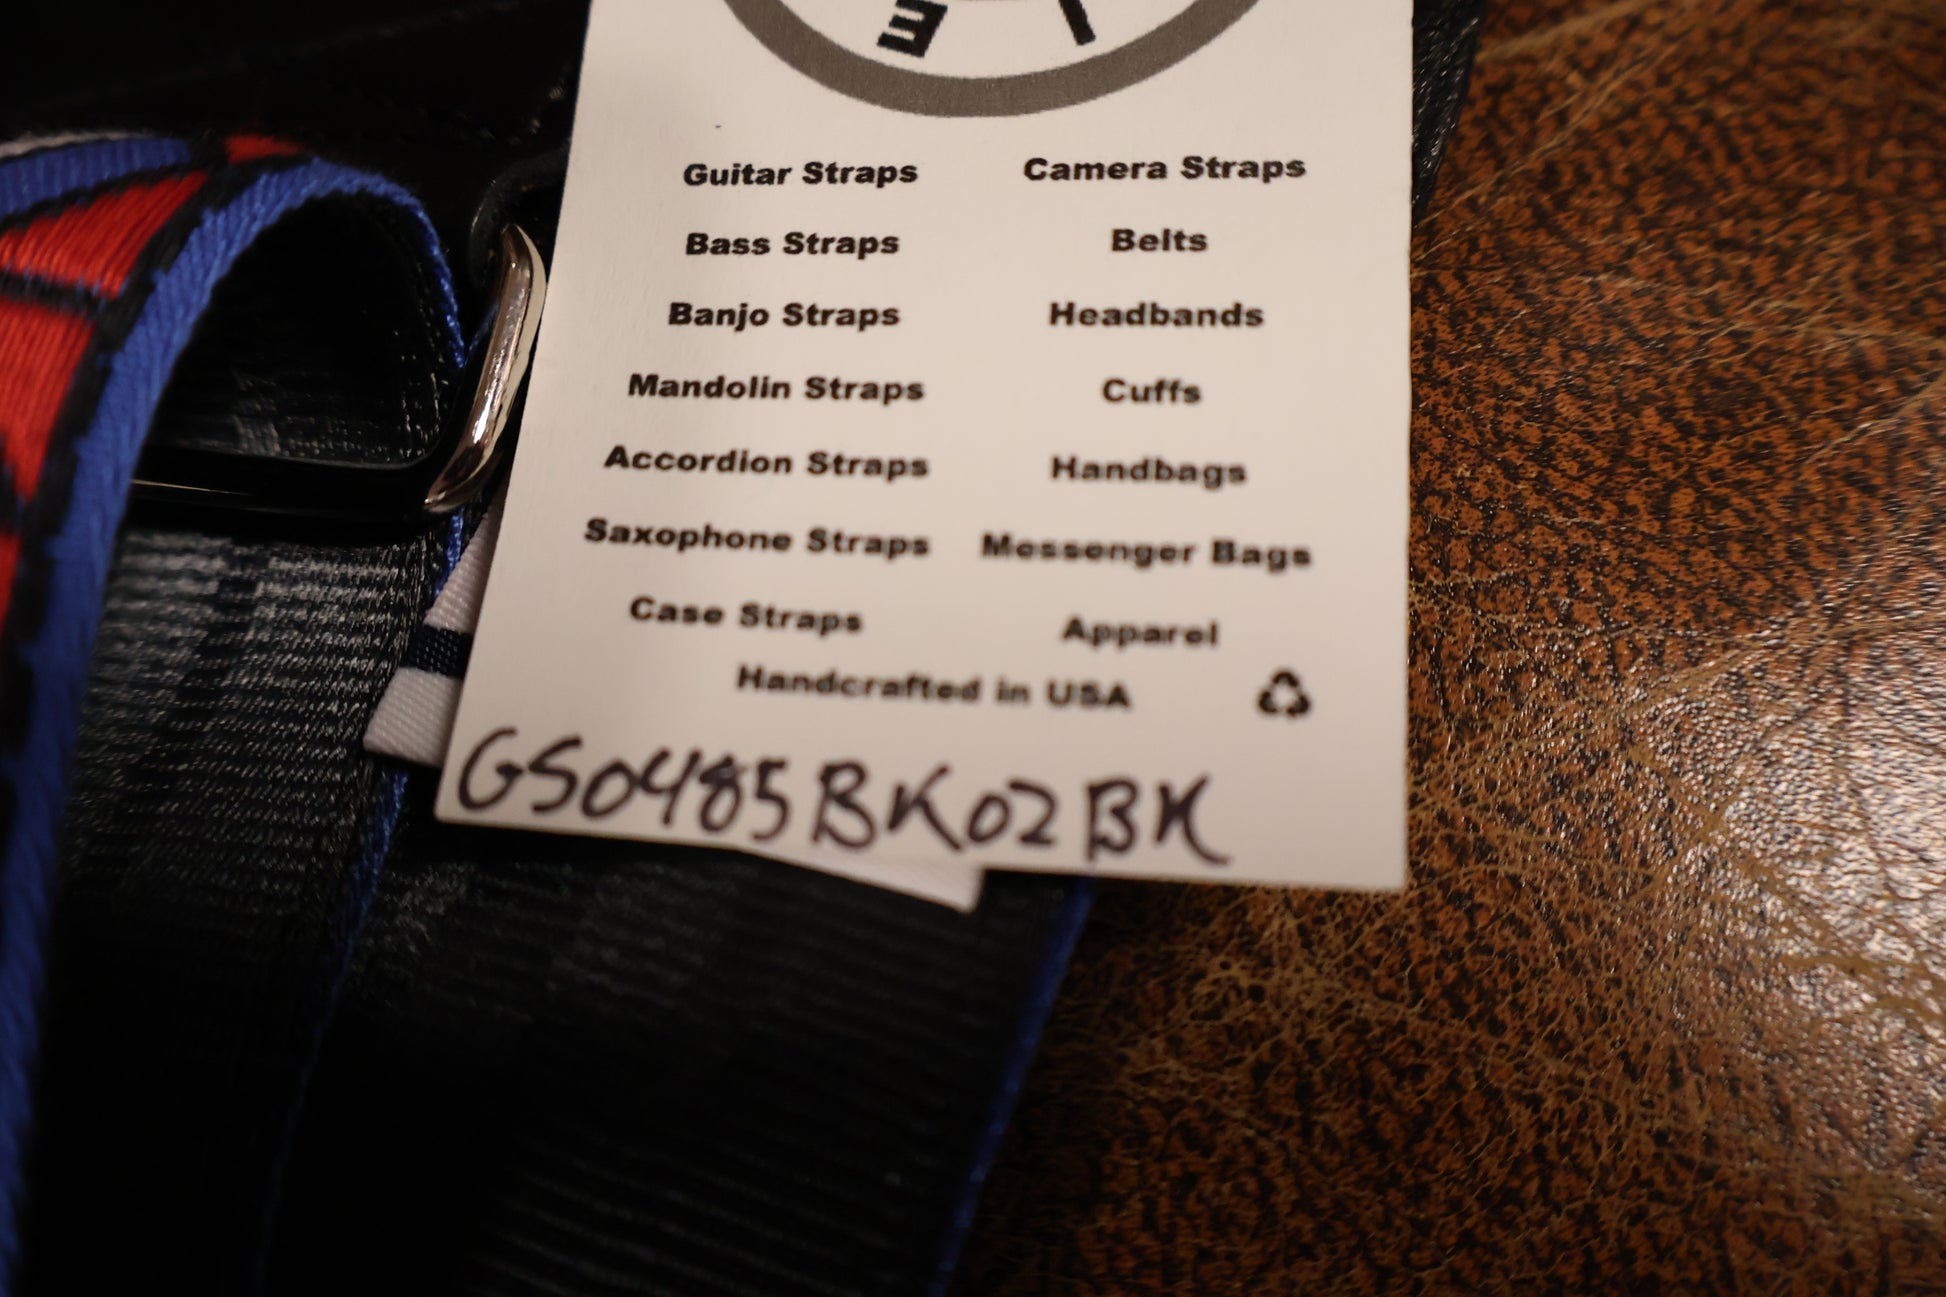 E
Guitar Straps Camera Straps
Bass Straps Belts
Banjo Straps Headbands
Mandolin Straps Cuffs
Accordion Straps Handbags
Saxophone Straps Messenger Bags
Case Straps Apparel
Handcrafted in USA
GS0485BK02BK